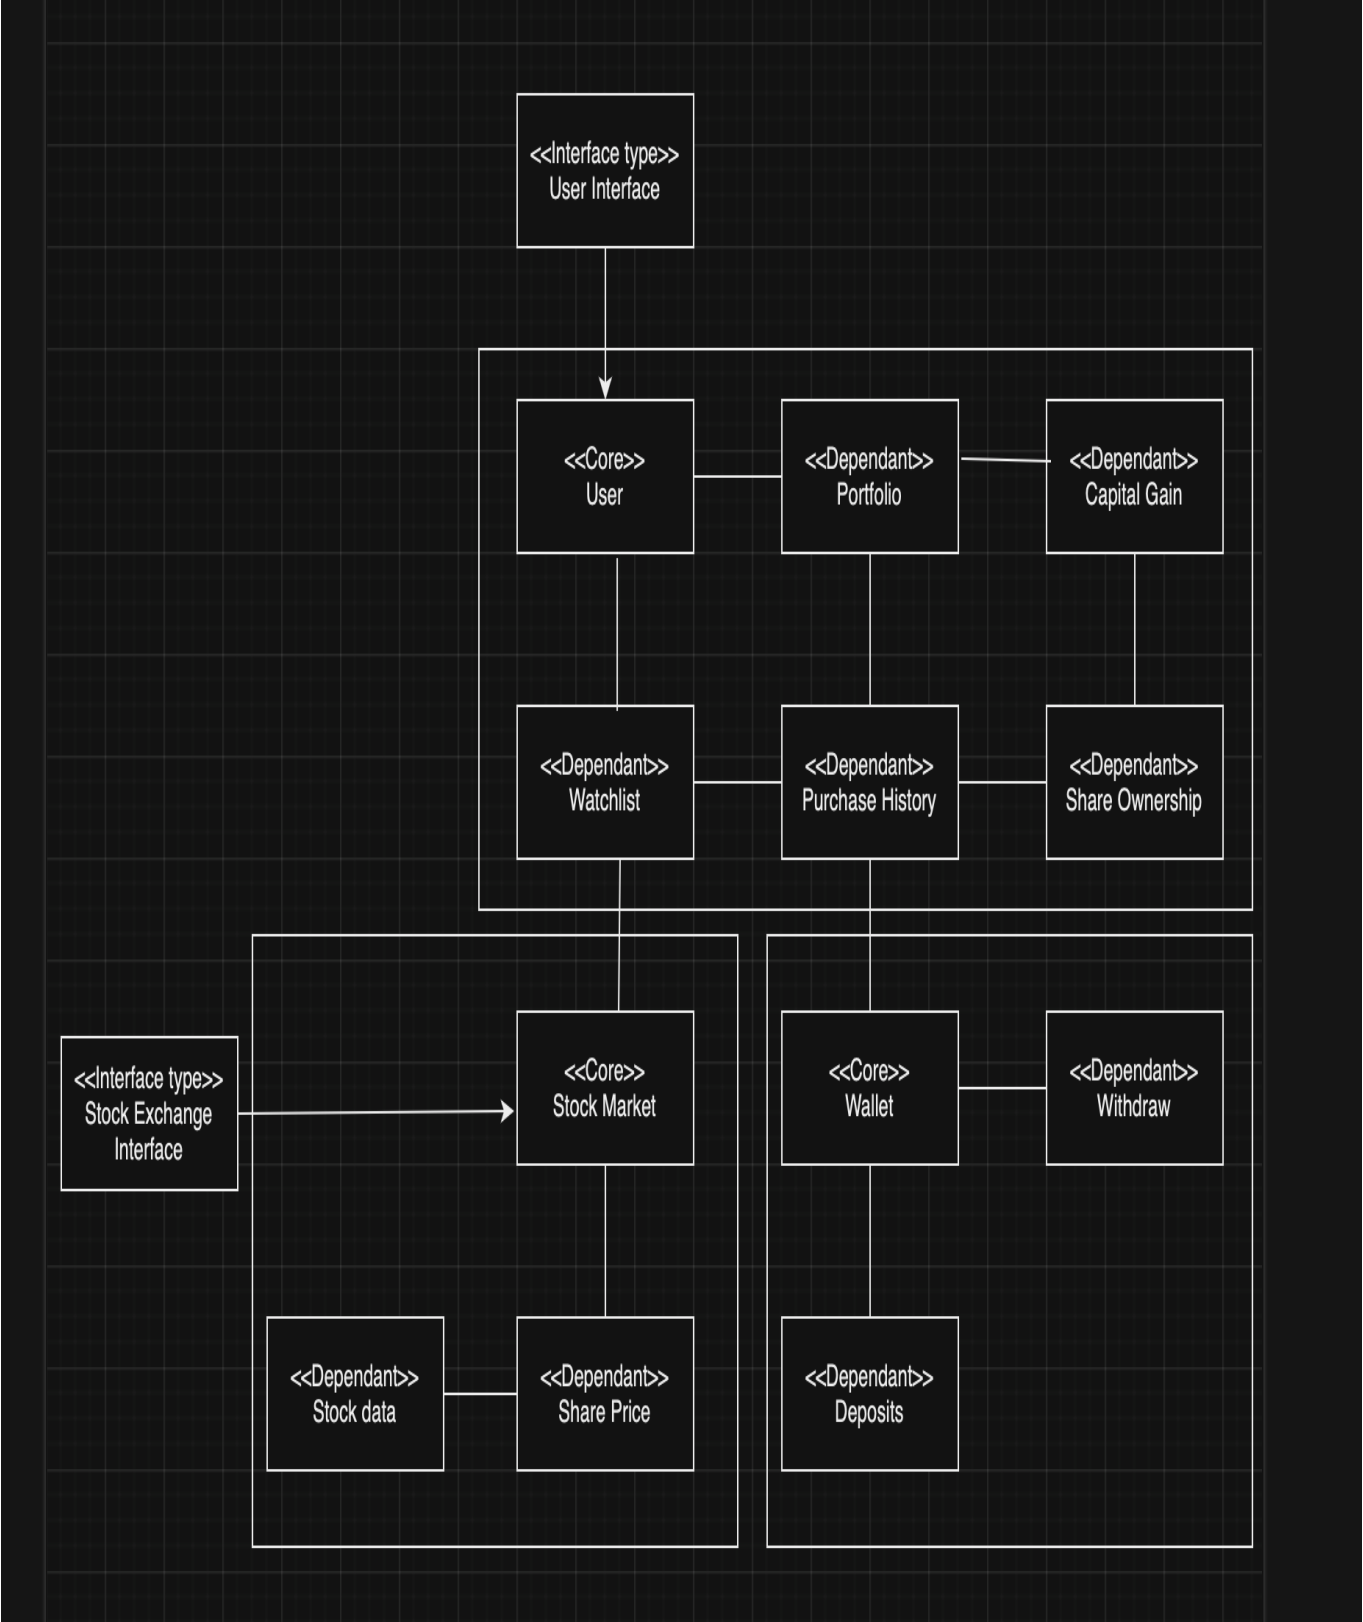 <<Interface type>>
User Interface
<<Core>>
User
<<Dependant>>
Portfolio
<<Dependant>>
Capital Gain
<<Dependant>>
Watchlist
<<Dependant>>
Purchase History
<<Dependant>>
Share Ownership
<<Interface type>>
Stock Exchange
Interface
<<Core>>
Stock Market
<<Core>>
Wallet
<<Dependant>>
Withdraw
<<Dependant>>
Stock data
<<Dependant>>
Share Price
<<Dependant>>
Deposits